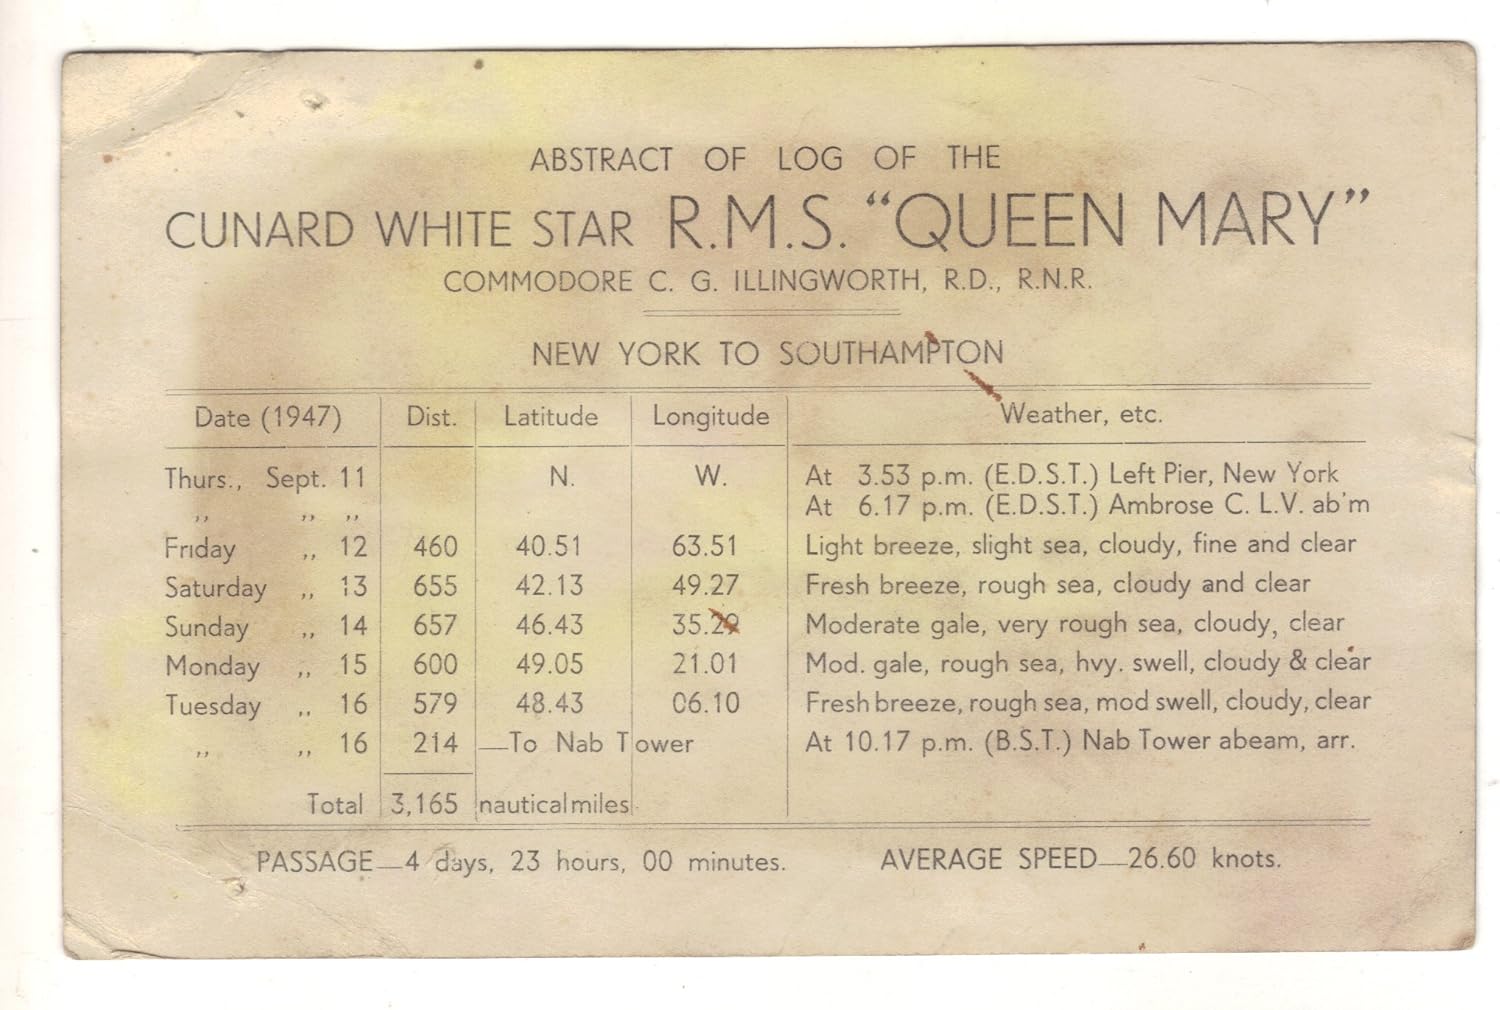 ABSTRACT OF LOG OF THE
CUNARD WHITE STAR R.M.S. “QUEEN MARY”
COMMODORE C. G. ILLINGWORTH, R.D., R.N.R.
NEW YORK TO SOUTHAMPTON
Date (1947) Dist. Latitude Longitude Weather, etc.
Thurs., Sept. 11 N. W. At 3.53 p.m. (E.D.S.T.) Left Pier, New York
,, ,, ,, At 6.17 p.m. (E.D.S.T.) Ambrose C. L.V. ab'm
Friday ,, 12 460 40.51 63.51 Light breeze, slight sea, cloudy, fine and clear
Saturday ,, 13 655 42.13 49.27 Fresh breeze, rough sea, cloudy and clear
Sunday ,, 14 657 46.43 35.29 Moderate gale, very rough sea, cloudy, clear
Monday ,, 15 600 49.05 21.01 Mod. gale, rough sea, hvy. swell, cloudy & clear
Tuesday ,, 16 579 48.43 06.10 Fresh breeze, rough sea, mod swell, cloudy, clear
,, ,, 16 214 —To Nab Tower At 10.17 p.m. (B.S.T.) Nab Tower abeam, arr.
Total 3,165 nautical miles
PASSAGE—4 days, 23 hours, 00 minutes. AVERAGE SPEED—26.60 knots.